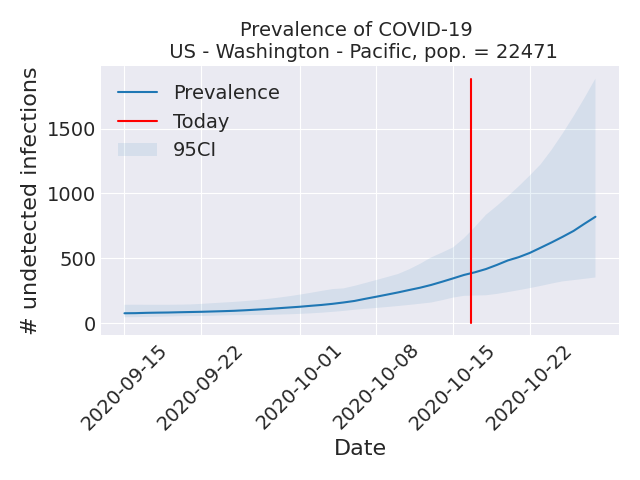 Prevalence of COVID-19
US - Washington - Pacific, pop. = 22471
# undetected infections
Prevalence
Today
95CI
1500
1000
500
0
2020-09-15
2020-09-22
2020-10-01
2020-10-08
2020-10-15
2020-10-22
Date